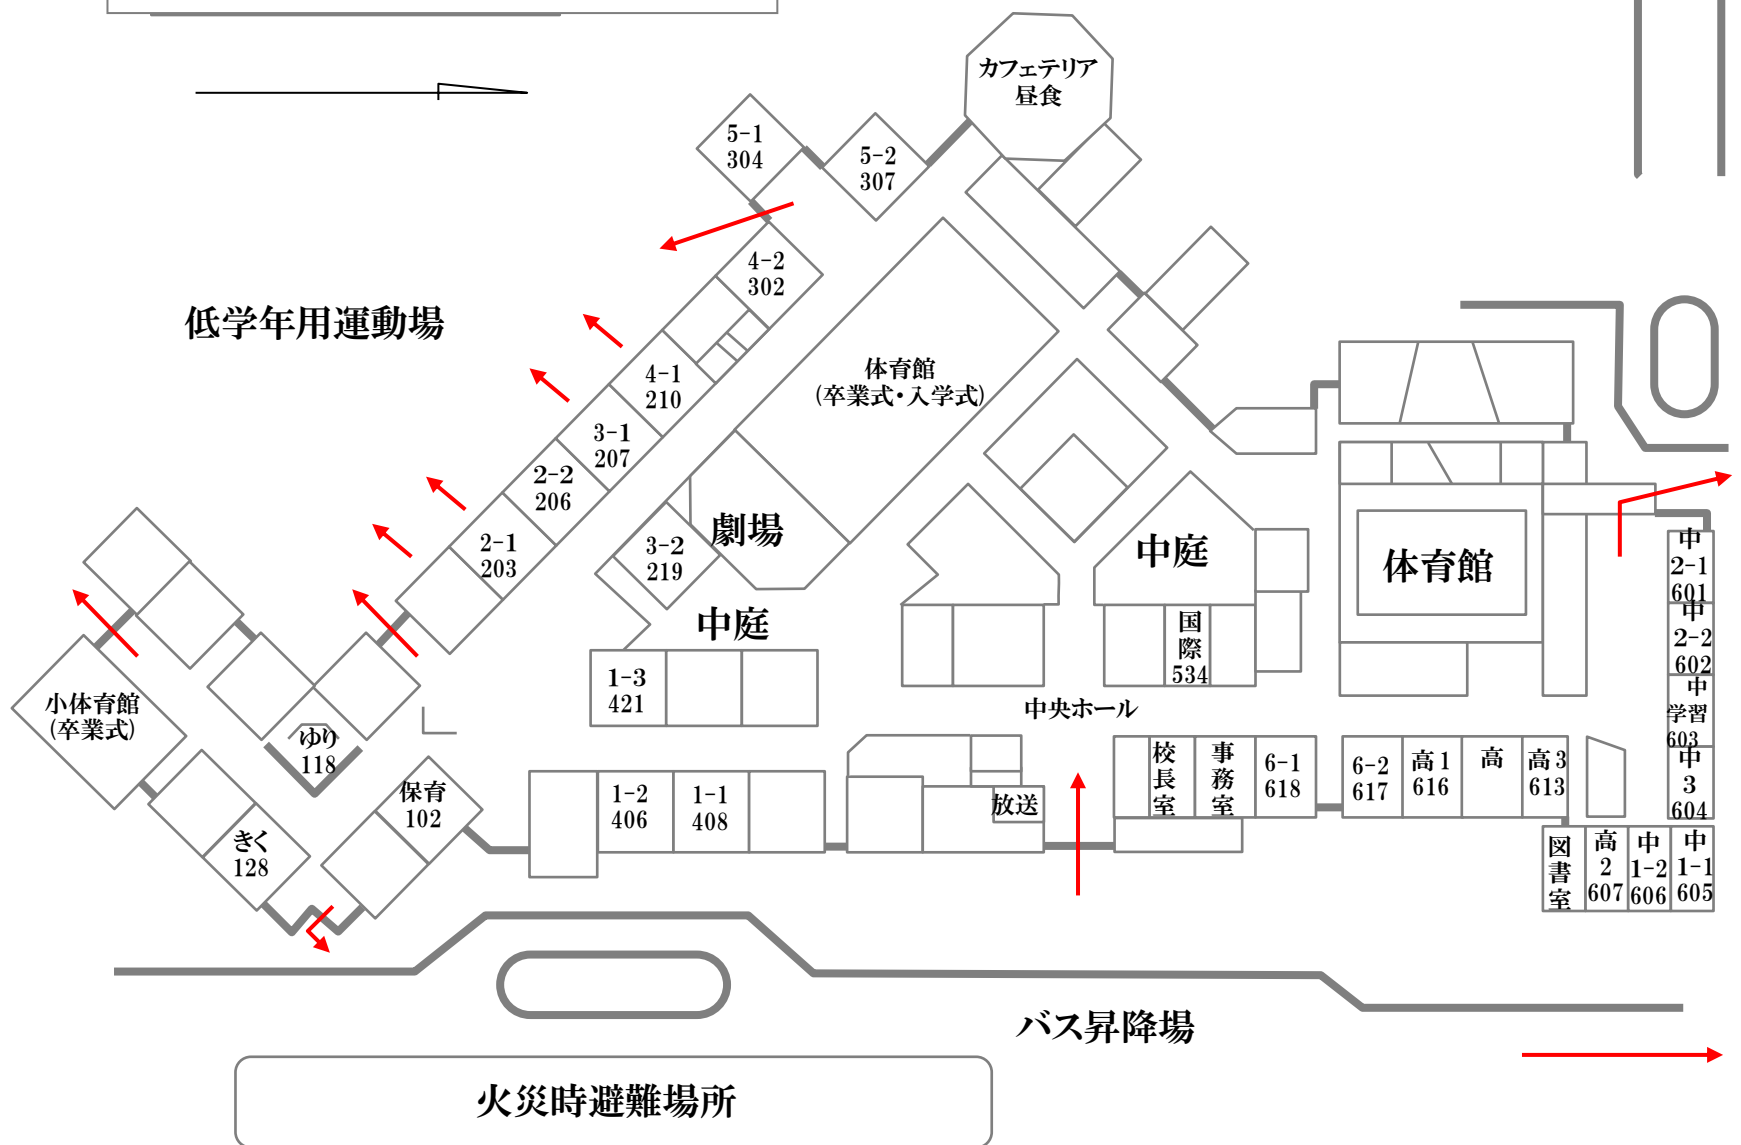 カフェテリア
昼食
5-1
304
5-2
307
4-2
302
低学年用運動場
4-1
210
体育館
(卒業式・入学式)
3-1
207
2-2
206
2-1
203
劇場
3-2
219
中庭
中庭
体育館
国
際
534
中
2-1
601
中
2-2
602
中
学習
603
中
3
604
1-3
421
中央ホール
小体育館
(卒業式)
ゆり
118
保育
102
1-2
406
1-1
408
放送
校
長
室
事
務
室
6-1
618
6-2
617
高1
616
高
高3
613
きく
128
図
書
室
高
2
607
中
1-2
606
中
1-1
605
バス昇降場
火災時避難場所